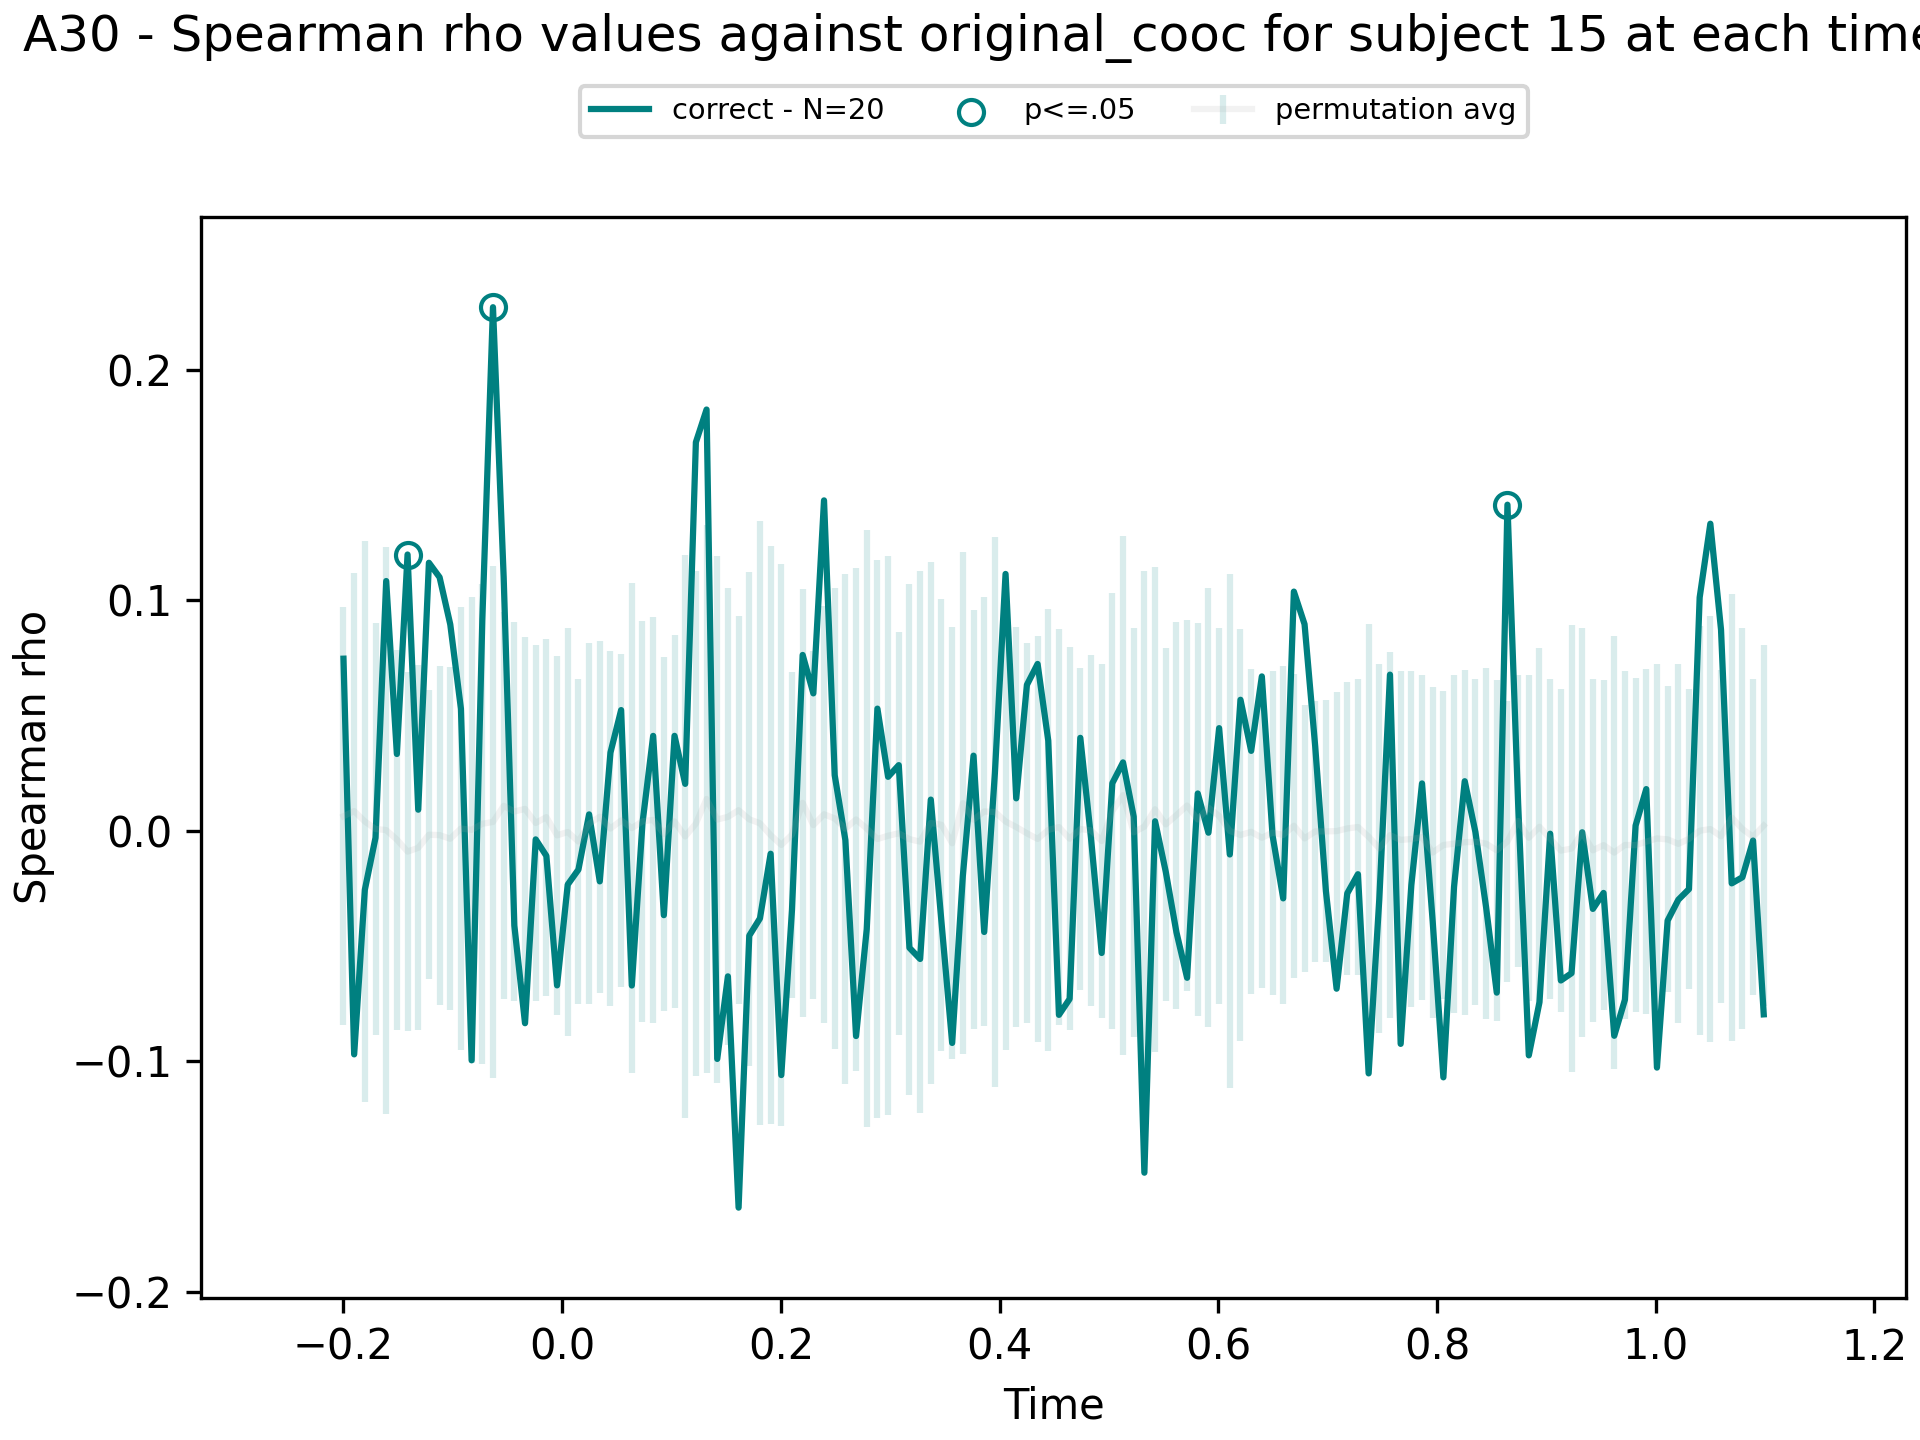 A30 - Spearman rho values against original_cooc for subject 15 at each time
correct - N=20 p<=.05 permutation avg
Spearman rho
0.2
0.1
0.0
−0.1
−0.2
−0.2 0.0 0.2 0.4 0.6 0.8 1.0 1.2
Time